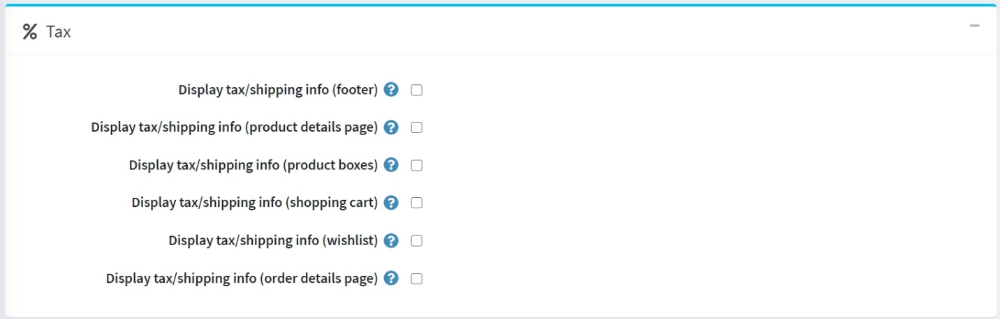 % Tax
Display tax/shipping info (footer) ?
Display tax/shipping info (product details page) ?
Display tax/shipping info (product boxes) ?
Display tax/shipping info (shopping cart) ?
Display tax/shipping info (wishlist) ?
Display tax/shipping info (order details page) ?